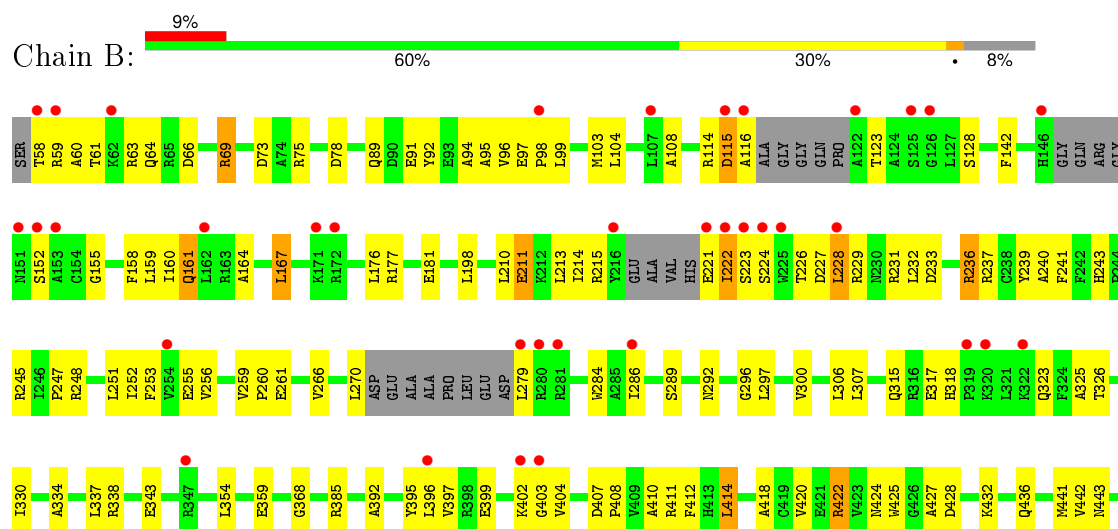 9%
Chain B:
60% 30% • 8%
SER T58 R59 A60 T61 K62 R63 Q64 R65 D66 R69 D73 A74 R75 D78 Q89 D90 E91 Y92 E93 A94 A95 V96 E97 P98 L99 M103 L104 L107 A108 R114 D115 A116 ALA GLY GLY GLN PRO A122 T123 A124 S125 G126 L127 S128 F142 H146 GLY GLN ARG GLY
N151 S152 A153 C154 G155 F158 L159 I160 Q161 L162 R163 A164 L167 K171 R172 L176 R177 E181 L198 L210 E211 K212 L213 I214 R215 Y216 GLU ALA VAL HIS E221 I222 S223 S224 W225 T226 D227 L228 R229 N230 R231 L232 D233 R236 R237 C238 Y239 A240 F241 F242 H243
R245 I246 P247 R248 L251 I252 F253 V254 E255 V256 V259 P260 E261 V266 L270 ASP GLU ALA ALA PRO LEU GLU ASP L279 R280 R281 W284 A285 I286 S289 N292 G296 L297 V300 L306 L307 Q315 R316 E317 H318 P319 K320 L321 K322 Q323 F324 A325 T326
I330 A334 L337 R338 E343 R347 L354 E359 G368 R385 A392 Y395 L396 V397 R398 E399 K402 G403 V404 D407 P408 V409 A410 R411 F412 H413 L414 A418 C419 V420 E421 R422 V423 N424 W425 G426 A427 D428 K432 Q436 M441 V442 N443